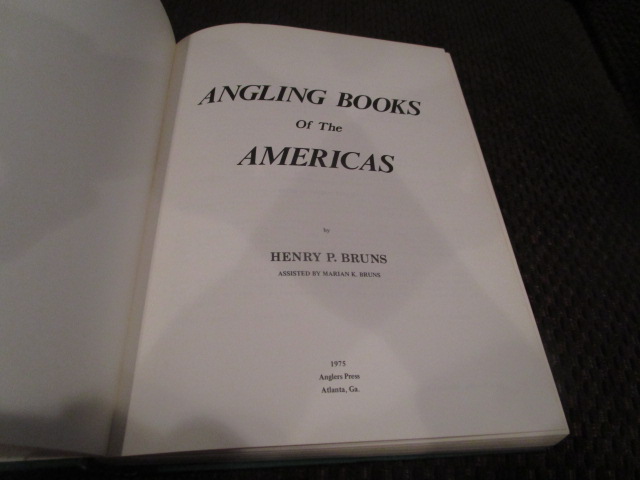 ANGLING BOOKS
Of The
AMERICAS
by
HENRY P. BRUNS
ASSISTED BY MARIAN K. BRUNS
1975
Anglers Press
Atlanta, Ga.